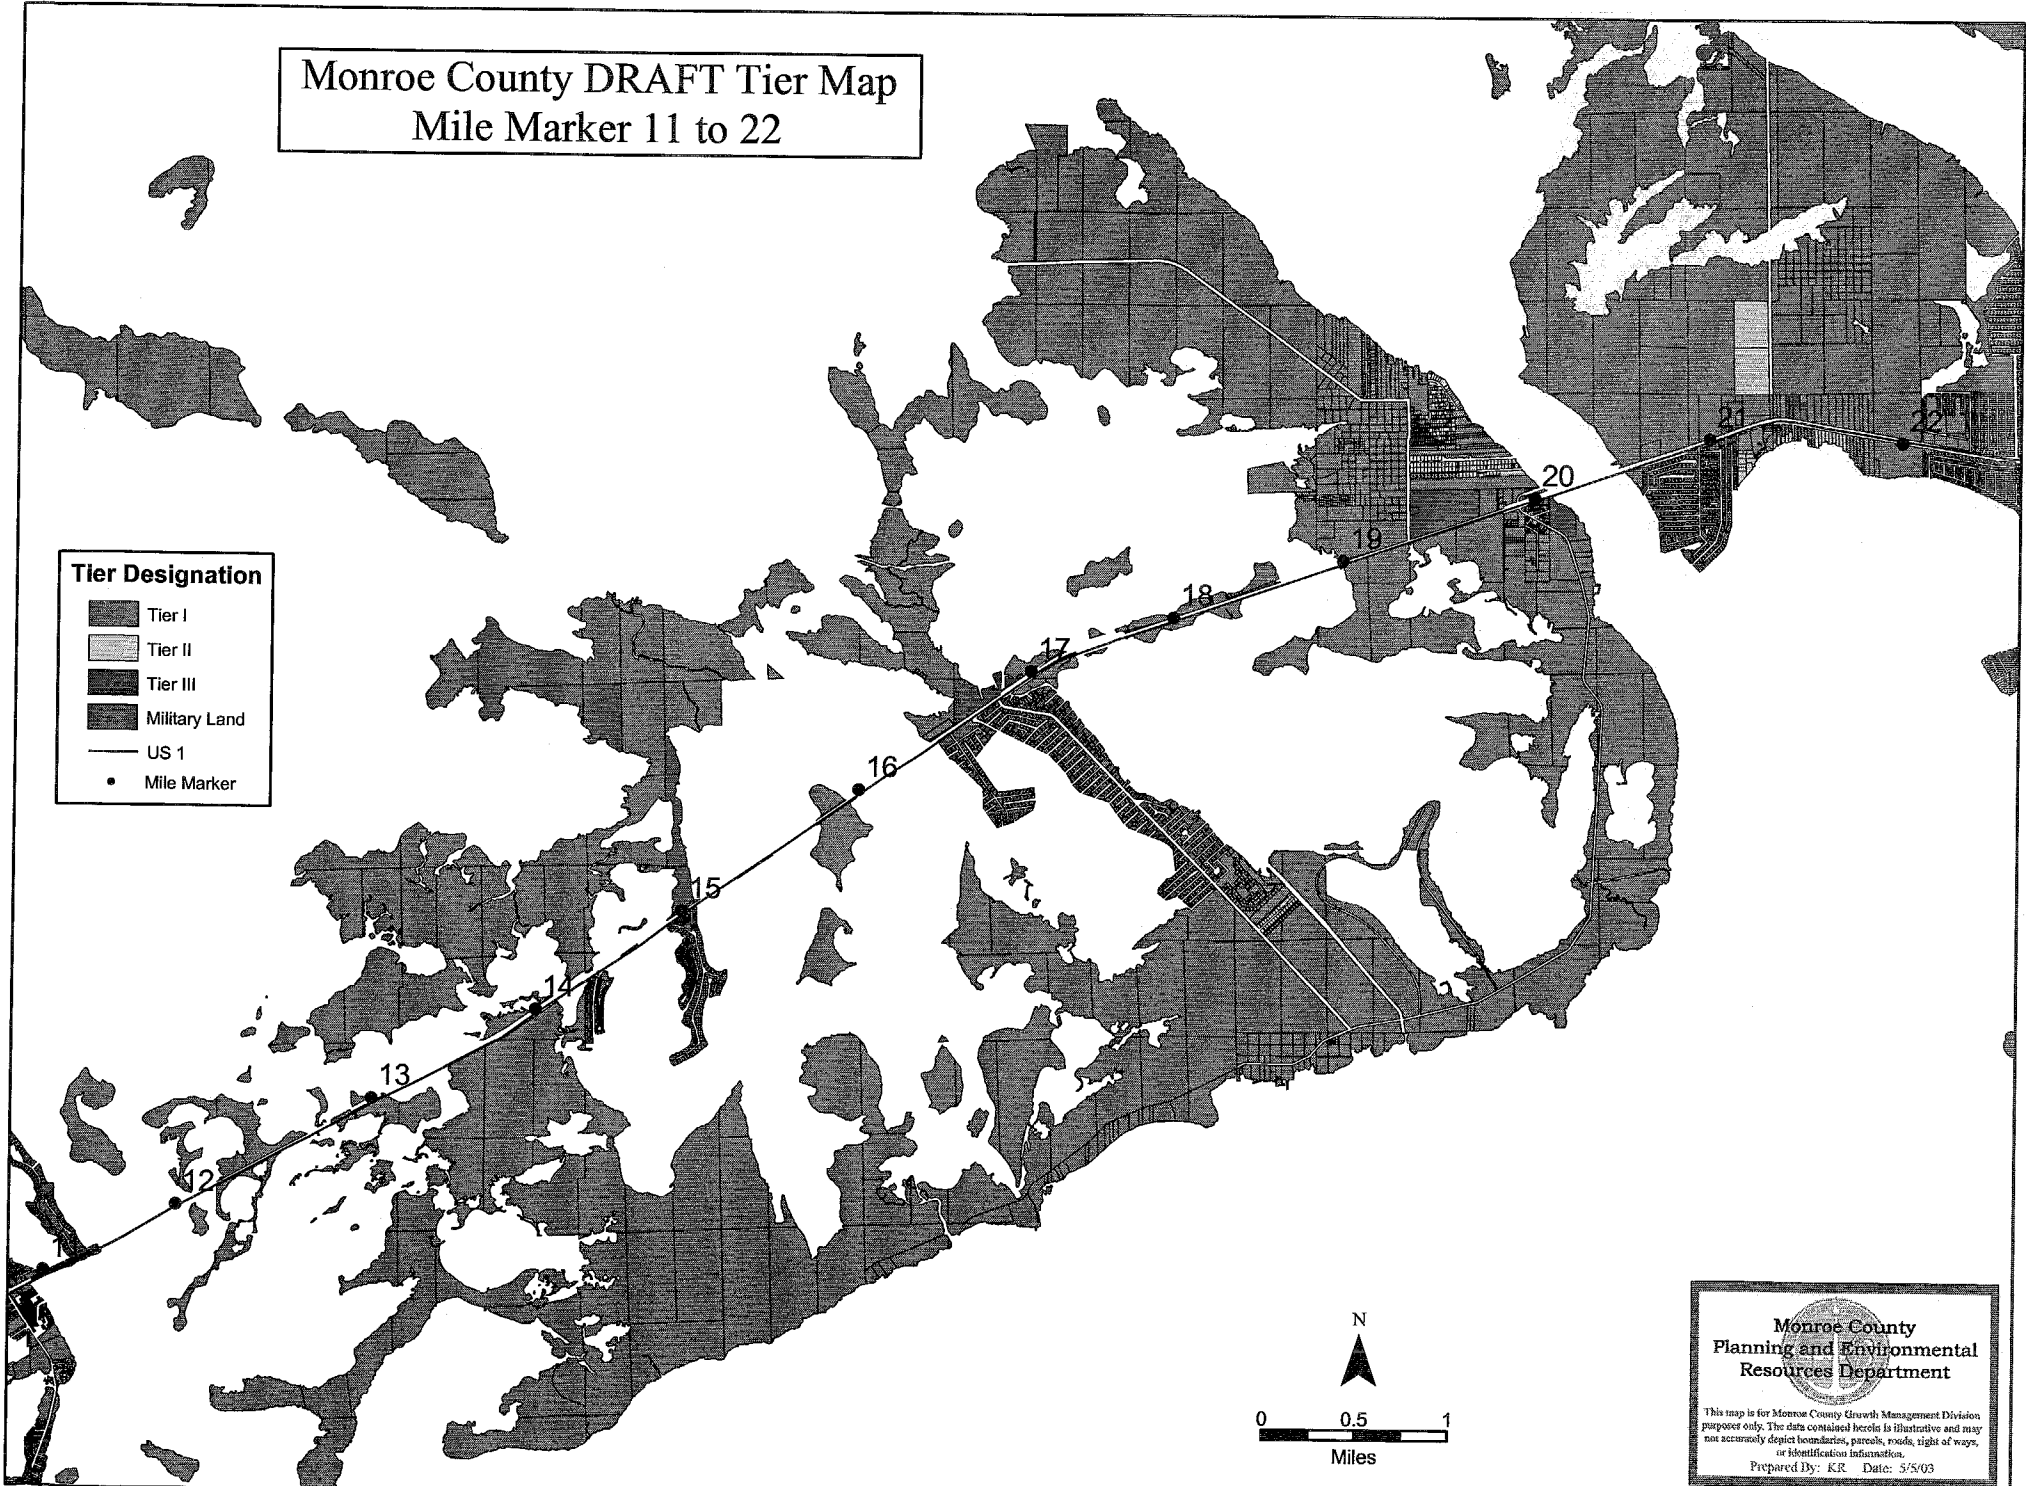 Monroe County DRAFT Tier Map
Mile Marker 11 to 22
21
22
20
19
18
17
16
15
14
13
12
Tier Designation
Tier I
Tier II
Tier III
Military Land
US 1
Mile Marker
N
0 0.5 1
Miles
Monroe County
Planning and Environmental
Resources Department
This map is for Monroe County Growth Management Division
purposes only. The data contained herein is illustrative and may
not accurately depict boundaries, parcels, roads, right of ways,
or identification information.
Prepared By: KR Date: 5/5/03